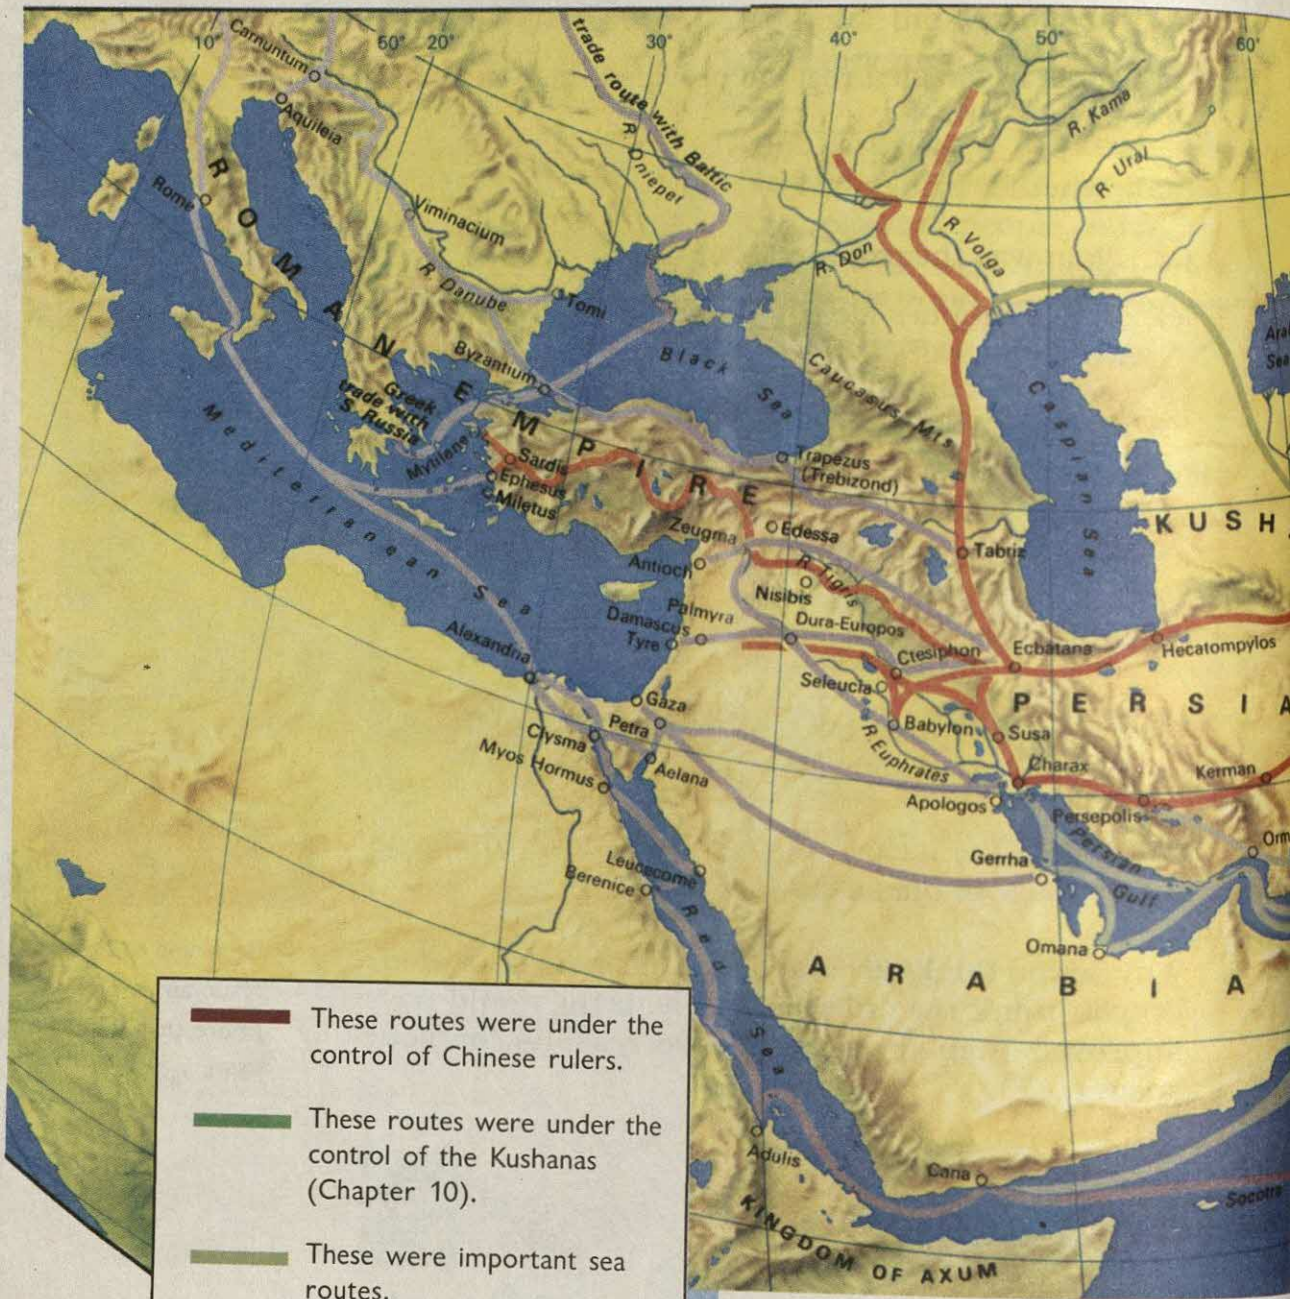 10°
Carnuntum
50°
20°
trade route with Baltic
30°
40°
50°
60°
Aquileia
R. Dnieper
R. Kama
R. Ural
Rome
Viminacium
R. Don
R. Volga
R. Danube
Tomi
Byzantium
Black Sea
Caucasus Mts
Caspian Sea
Aral
Sea
ROMAN EMPIRE
Greek
trade with
S. Russia
Mediterranean Sea
Mytilene
Sardis
Ephesus
Miletus
Trapezus
(Trebizond)
KUSH
Zeugma
Edessa
Tabriz
Antioch
R. Tigris
Nisibis
Palmyra
Damascus
Tyre
Dura-Europos
Ctesiphon
Ecbatana
Hecatompylos
Alexandria
Seleucia
PERSIA
Gaza
Petra
Babylon
Susa
Clysma
R Euphrates
Charax
Kerman
Myos Hormus
Aelana
Apologos
Persepolis
Orm
Persian
Gulf
Leucecome
Berenice
Gerrha
Red Sea
Omana
ARABIA
These routes were under the
control of Chinese rulers.
These routes were under the
control of the Kushanas
(Chapter 10).
These were important sea
routes.
Adulis
Cana
Socotra
KINGDOM OF AXUM